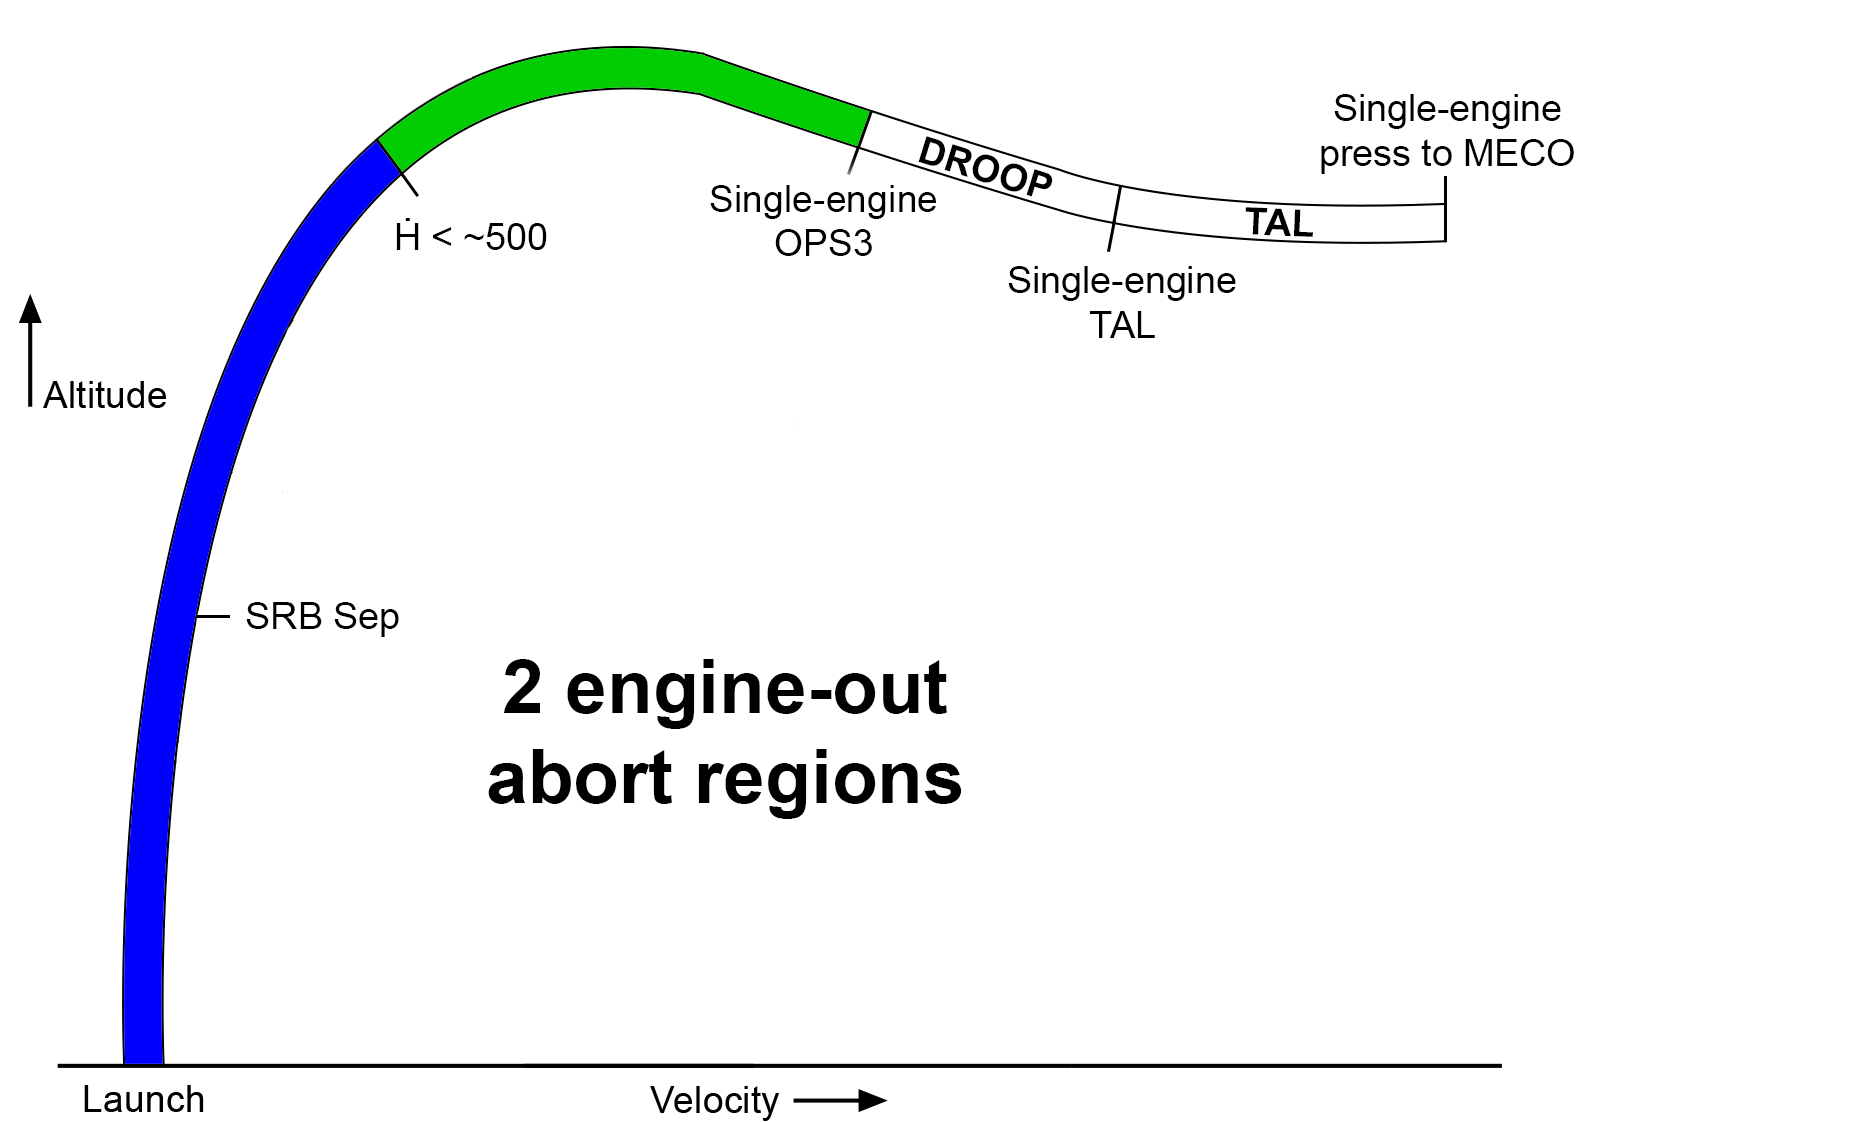 Single-engine
press to MECO
DROOP
TAL
Single-engine
OPS3
Ḣ < ~500
Single-engine
TAL
Altitude
SRB Sep
2 engine-out
abort regions
Launch
Velocity